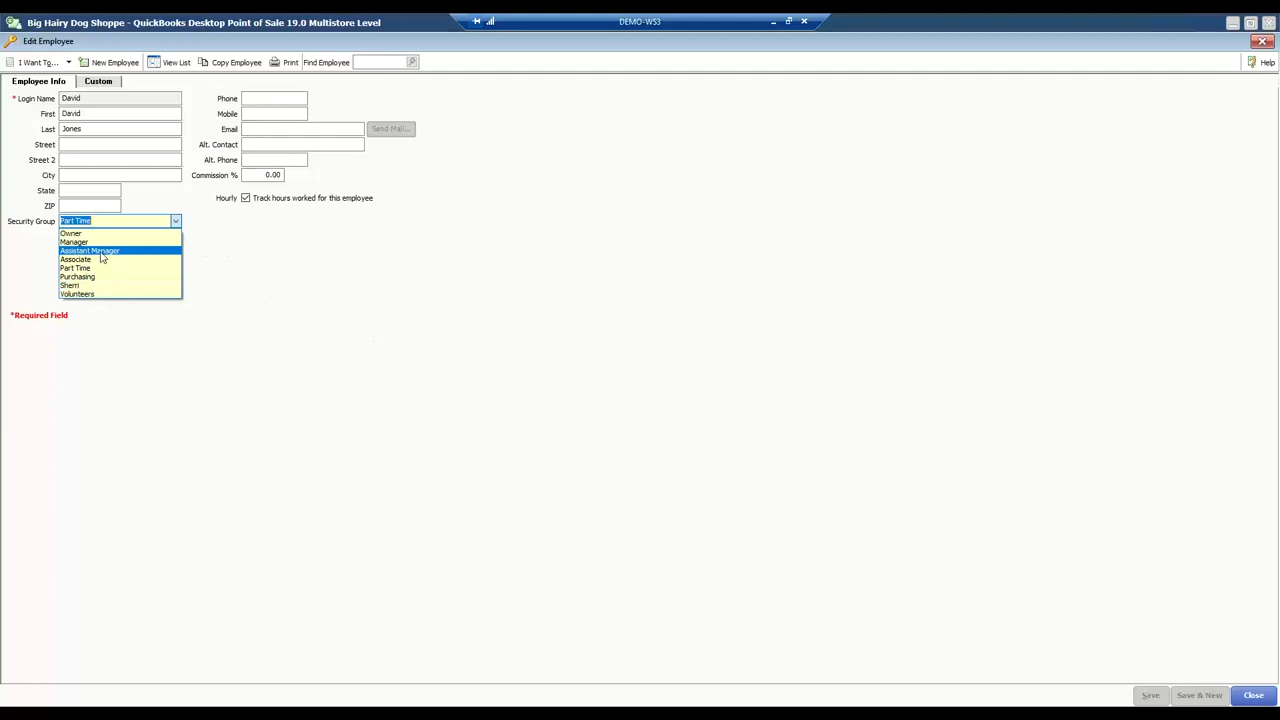 Big Hairy Dog Shoppe - QuickBooks Desktop Point of Sale 19.0 Multistore Level
DEMO-WS3
Edit Employee
I Want To... New Employee View List Copy Employee Print Find Employee Help
Employee Info Custom
* Login Name David Phone
First David Mobile
Last Jones Email Send Mail...
Street Alt. Contact
Street 2 Alt. Phone
City Commission % 0.00
State
Hourly Track hours worked for this employee
ZIP
Security Group Part Time
Owner
Manager
Assistant Manager
Associate
Part Time
Purchasing
Sherri
Volunteers
*Required Field
Save Save & New Close